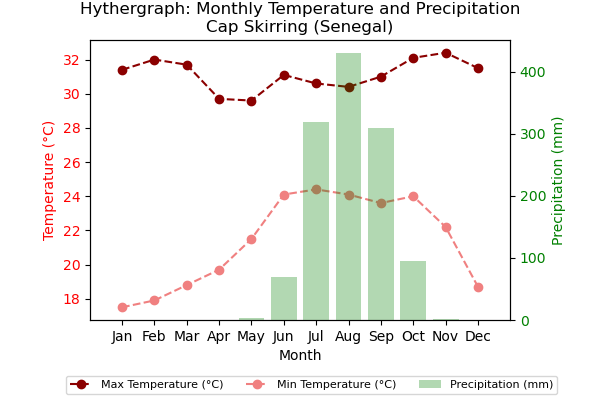 Hythergraph: Monthly Temperature and Precipitation
Cap Skirring (Senegal)
Temperature (°C)
32
30
28
26
24
22
20
18
400
300
200
100
0
Precipitation (mm)
Jan Feb Mar Apr May Jun Jul Aug Sep Oct Nov Dec
Month
Max Temperature (°C) Min Temperature (°C) Precipitation (mm)